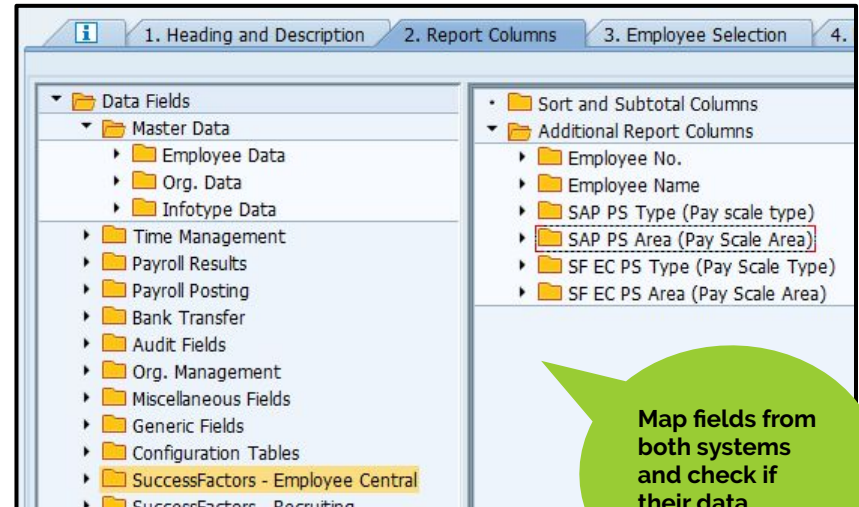 1. Heading and Description
2. Report Columns
3. Employee Selection
4.
Data Fields
Master Data
Employee Data
Org. Data
Infotype Data
Time Management
Payroll Results
Payroll Posting
Bank Transfer
Audit Fields
Org. Management
Miscellaneous Fields
Generic Fields
Configuration Tables
SuccessFactors - Employee Central
SuccessFactors - Recruiting
Sort and Subtotal Columns
Additional Report Columns
Employee No.
Employee Name
SAP PS Type (Pay scale type)
SAP PS Area (Pay Scale Area)
SF EC PS Type (Pay Scale Type)
SF EC PS Area (Pay Scale Area)
Map fields from
both systems
and check if
their data